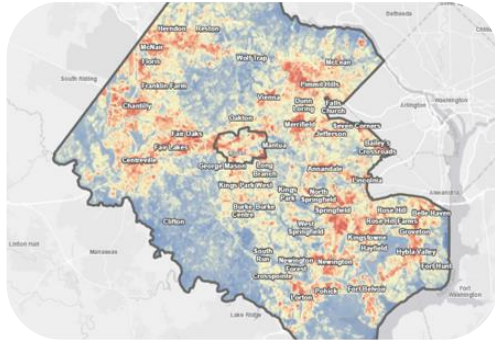 Bethesda
Herndon Reston
McNair
Floris
Wolf Trap
McLean
South Riding
Franklin Farm
Pimmit Hills
Vienna
Chantilly
Dunn
Loring
Falls
Church
Arlington
Washington
Oakton
Merrifield
Seven Corners
Jefferson
Fair Oaks
Fair Lakes
Mantua
Bailey's
Crossroads
Centreville
George Mason
Long
Branch
Annandale
Lincolnia
Kings Park West
Kings
Park
North
Springfield
Alexandria
Burke
Centre
Burke
Springfield
Rose Hill
Belle Haven
Rose Hill Farms
Clifton
West
Springfield
Groveton
Kingstowne
Hayfield
Linton Hall
Manassas
South
Run
Hybla Valley
Newington
Forest
Newington
Fort Hunt
Crosspointe
Fort
Washington
Lorton
Pohick
Fort Belvoir
Lake Ridge